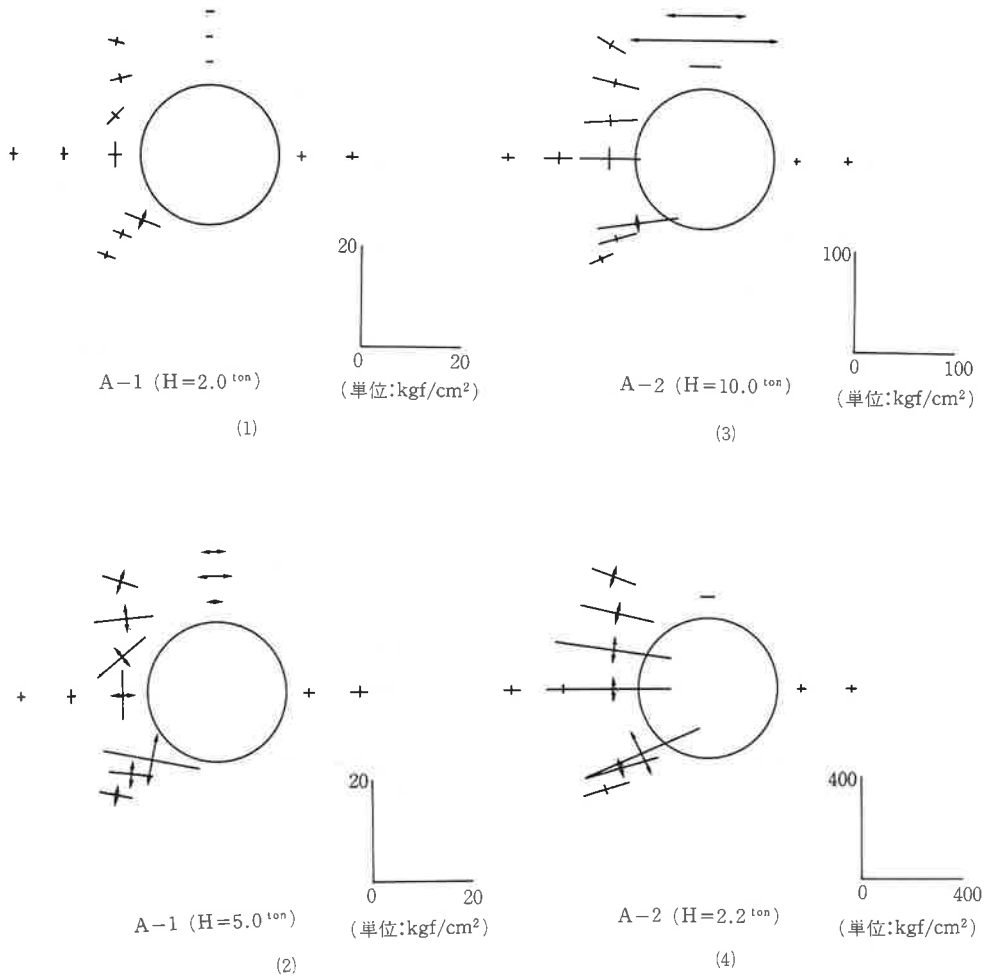 20
0 20
A-1 (H=2.0 ton)
(単位:kgf/cm²)
(1)
100
0 100
A-2 (H=10.0 ton)
(単位:kgf/cm²)
(3)
20
0 20
A-1 (H=5.0 ton)
(単位:kgf/cm²)
(2)
400
0 400
A-2 (H=2.2 ton)
(単位:kgf/cm²)
(4)